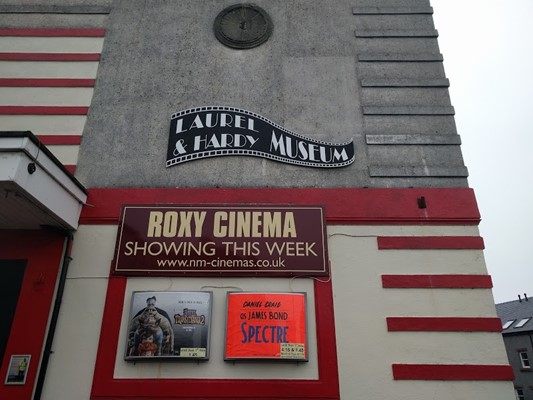 LAUREL
& HARDY MUSEUM
ROXY CINEMA
SHOWING THIS WEEK
www.nm-cinemas.co.uk
DANIEL CRAIG
as JAMES BOND
SPECTRE